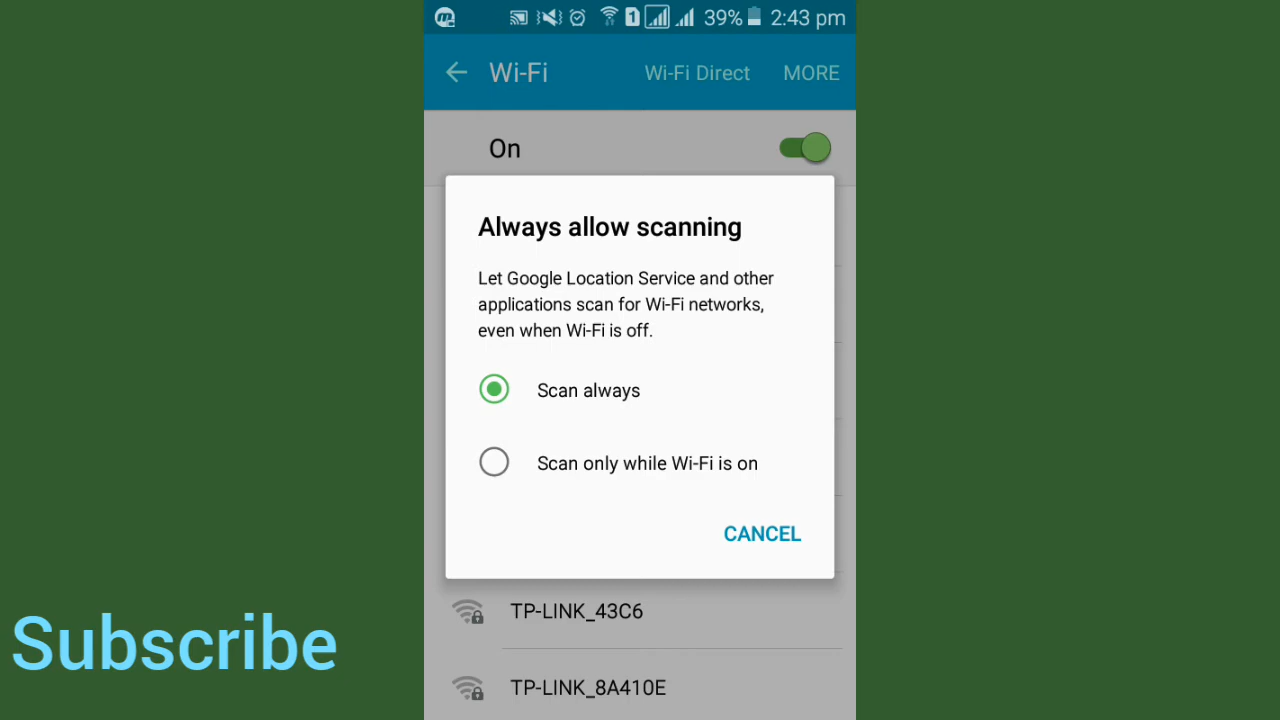 1 39% 2:43 pm
Wi-Fi Wi-Fi Direct MORE
On
Always allow scanning
Let Google Location Service and other
applications scan for Wi-Fi networks,
even when Wi-Fi is off.
Scan always
Scan only while Wi-Fi is on
CANCEL
TP-LINK_43C6
TP-LINK_8A410E
Subscribe